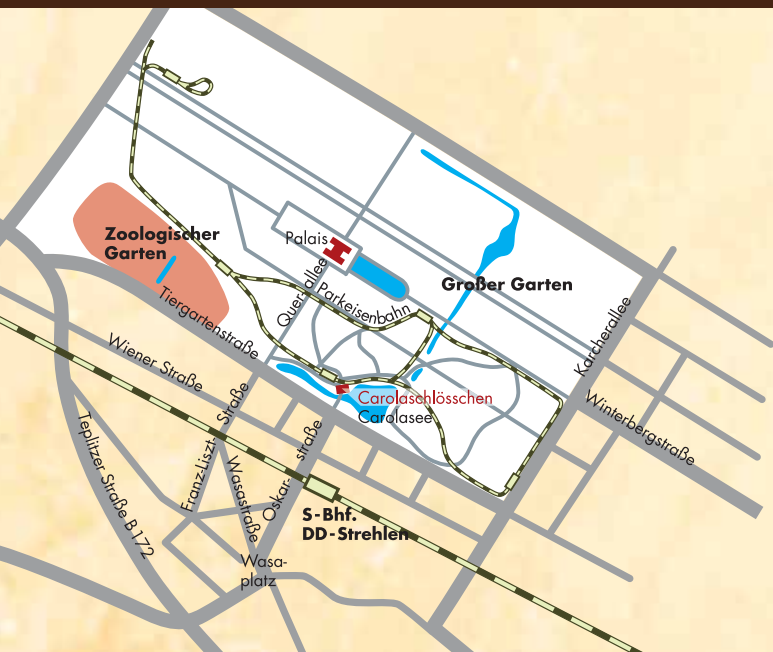 Zoologischer
Garten
Palais
Großer Garten
Querallee
Parkeisenbahn
Karcherallee
Tiergartenstraße
Wiener Straße
Carolaschlösschen
Carolasee
Winterbergstraße
Teplitzer Straße B 172
Franz-Liszt- Straße
Wasastraße
Oskar-
straße
S-Bhf.
DD-Strehlen
Wasa-
platz